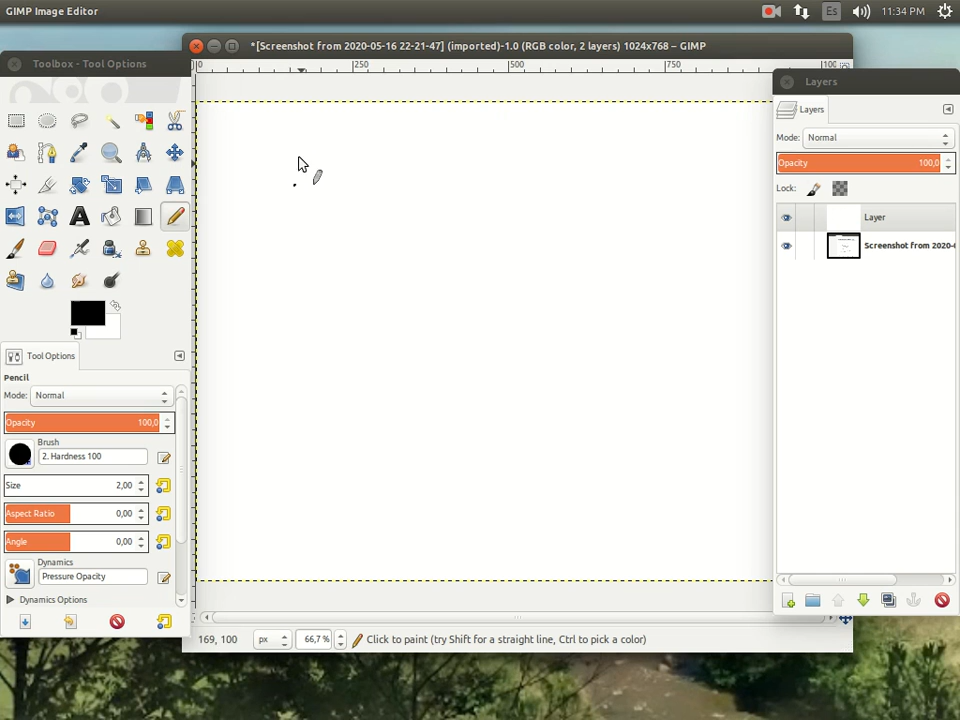 GIMP Image Editor
Es
11:34 PM
*[Screenshot from 2020-05-16 22-21-47] (imported)-1.0 (RGB color, 2 layers) 1024x768 – GIMP
Toolbox - Tool Options
0
250
500
750
Layers
Layers
Mode:
Normal
Opacity
100,0
Lock:
Layer
Screenshot from 2020-
Tool Options
Pencil
Mode:
Normal
Opacity
100,0
Brush
2. Hardness 100
Size
2,00
Aspect Ratio
0,00
Angle
0,00
Dynamics
Pressure Opacity
Dynamics Options
169, 100
px
66,7 %
Click to paint (try Shift for a straight line, Ctrl to pick a color)